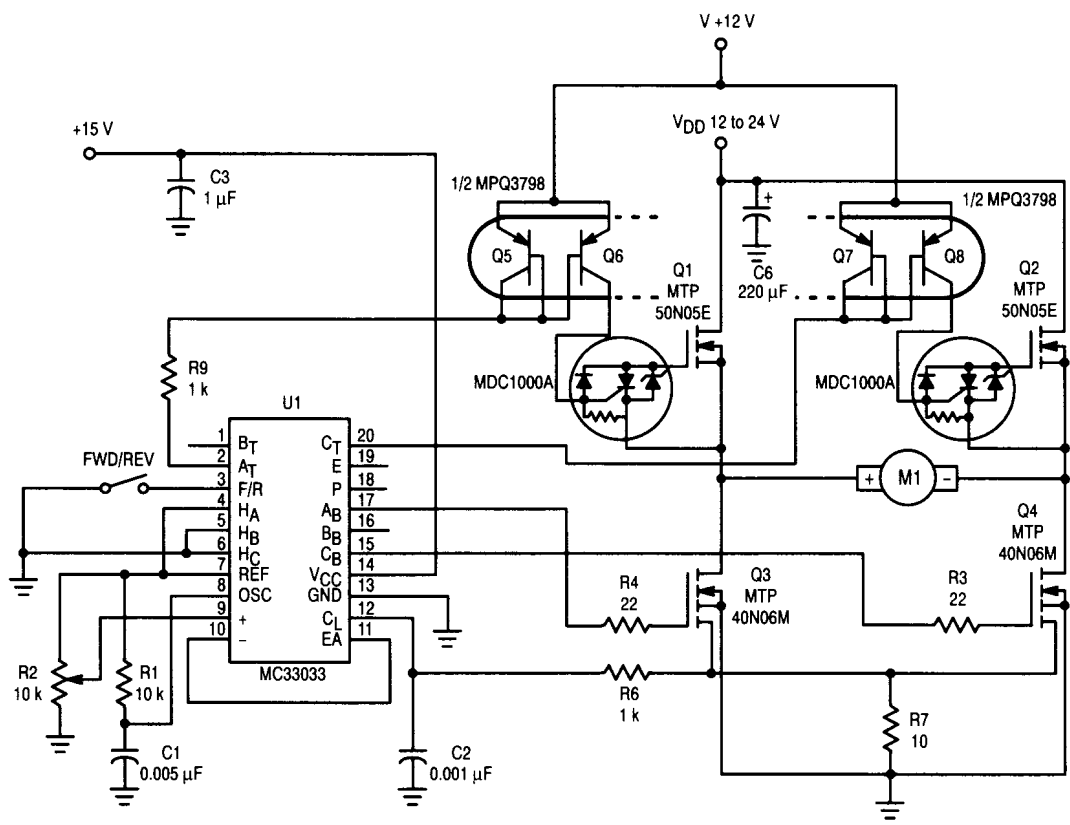 V +12 V
+15 V
V_DD 12 to 24 V
C3
1 µF
1/2 MPQ3798
+
1/2 MPQ3798
Q5
Q6
Q1
MTP
50N05E
C6
220 µF
Q7
Q8
Q2
MTP
50N05E
R9
1 k
MDC1000A
MDC1000A
U1
FWD/REV
1 B_T C_T 20
2 A_T E 19
3 F/R P 18
4 H_A A_B 17
5 H_B B_B 16
6 H_C C_B 15
7 REF V_CC 14
8 OSC GND 13
9 + C_L 12
10 − EA 11
MC33033
+ M1 −
Q4
MTP
40N06M
Q3
MTP
40N06M
R4
22
R3
22
R2
10 k
R1
10 k
R6
1 k
R7
10
C1
0.005 µF
C2
0.001 µF